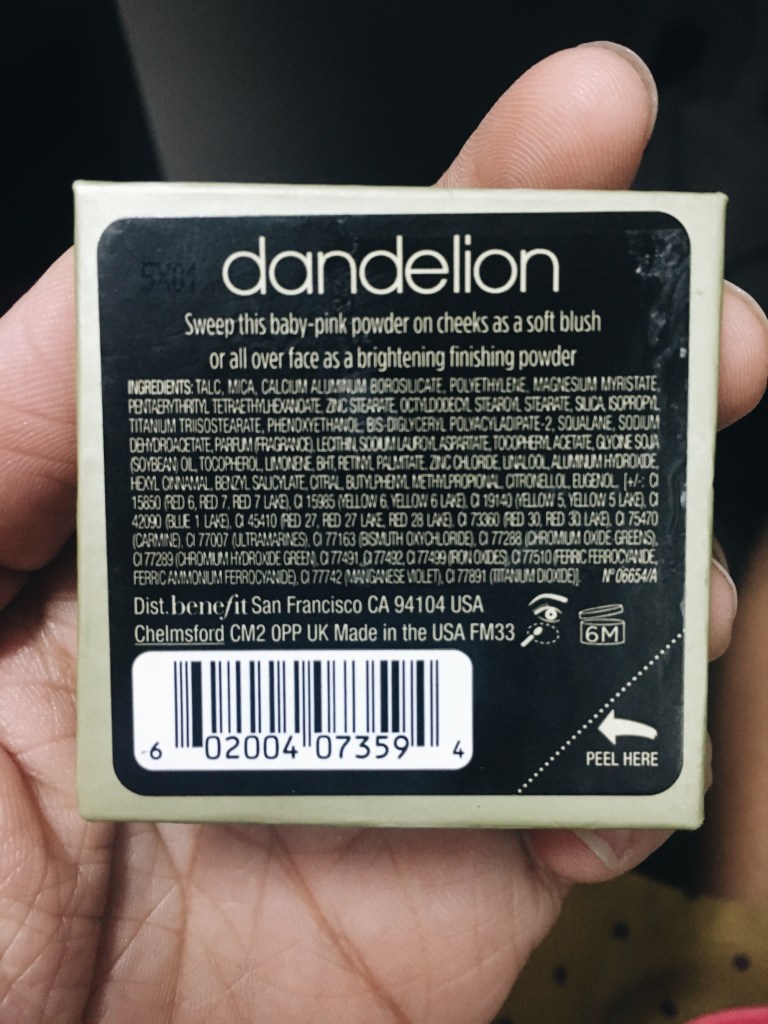 5X01
dandelion
Sweep this baby-pink powder on cheeks as a soft blush
or all over face as a brightening finishing powder
INGREDIENTS: TALC, MICA, CALCIUM ALUMINUM BOROSILICATE, POLYETHYLENE, MAGNESIUM MYRISTATE,
PENTAERYTHRITYL TETRAETHYLHEXANOATE, ZINC STEARATE, OCTYLDODECYL STEAROYL STEARATE, SILICA, ISOPROPYL
TITANIUM TRIISOSTEARATE, PHENOXYETHANOL, BIS-DIGLYCERYL POLYACYLADIPATE-2, SQUALANE, SODIUM
DEHYDROACETATE, PARFUM (FRAGRANCE), LECITHIN, SODIUM LAUROYL ASPARTATE, TOCOPHERYL ACETATE, GLYCINE SOJA
(SOYBEAN) OIL, TOCOPHEROL, LIMONENE, BHT, RETINYL PALMITATE, ZINC CHLORIDE, LINALOOL, ALUMINUM HYDROXIDE,
HEXYL CINNAMAL, BENZYL SALICYLATE, CITRAL, BUTYLPHENYL METHYLPROPIONAL, CITRONELLOL, EUGENOL. [+/-: CI
15850 (RED 6, RED 7, RED 7 LAKE), CI 15985 (YELLOW 6, YELLOW 6 LAKE), CI 19140 (YELLOW 5, YELLOW 5 LAKE), CI
42090 (BLUE 1 LAKE), CI 45410 (RED 27, RED 27 LAKE, RED 28 LAKE), CI 73360 (RED 30, RED 30 LAKE), CI 75470
(CARMINE), CI 77007 (ULTRAMARINES), CI 77163 (BISMUTH OXYCHLORIDE), CI 77288 (CHROMIUM OXIDE GREENS),
CI 77289 (CHROMIUM HYDROXIDE GREEN), CI 77491, CI 77492, CI 77499 (IRON OXIDES), CI 77510 (FERRIC FERROCYANIDE,
FERRIC AMMONIUM FERROCYANIDE), CI 77742 (MANGANESE VIOLET), CI 77891 (TITANIUM DIOXIDE)]. N° 06654/A
Dist. benefit San Francisco CA 94104 USA
Chelmsford CM2 0PP UK Made in the USA FM33
6M
6 02004 07359 4
PEEL HERE